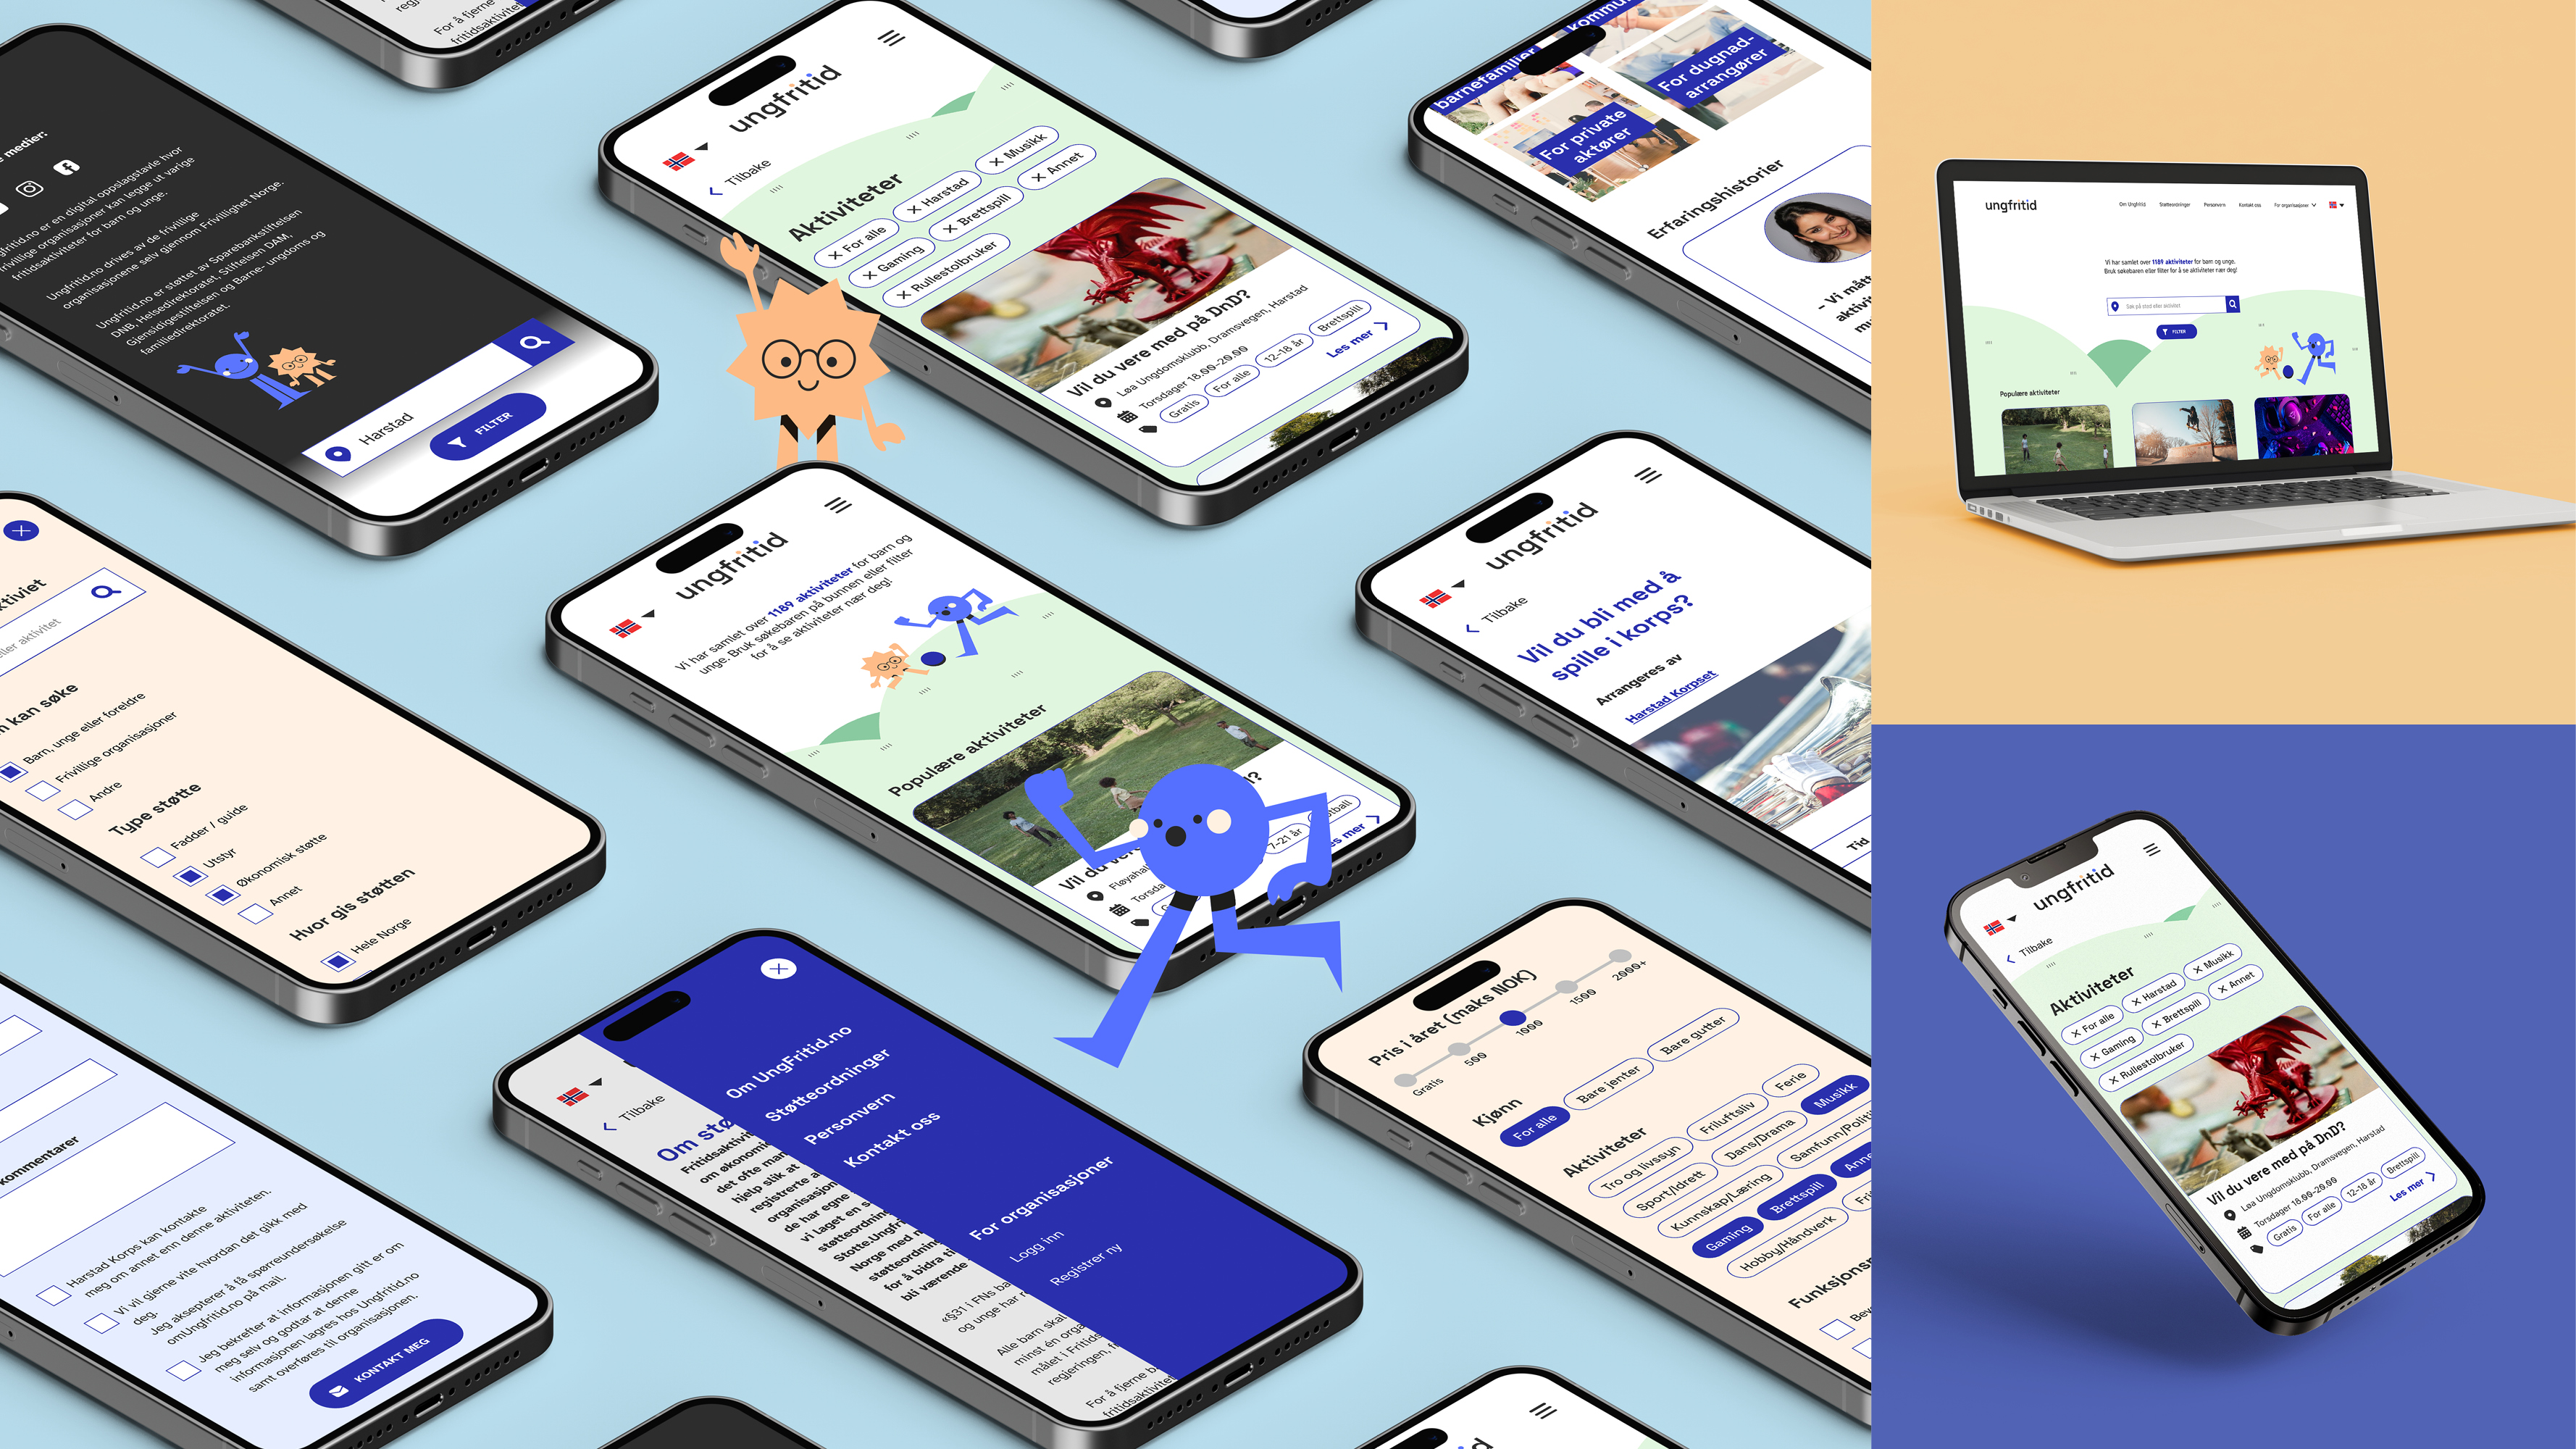 For å fjerne
fritidsaktivitet
e medier:
gfritid.no er en digital oppslagstavle hvor
frivillige organisasjoner kan legge ut varige
fritidsaktiviteter for barn og unge.
Ungfritid.no drives av de frivillige
organisasjonene selv gjennom Frivillighet Norge.
Ungfritid.no er støttet av Sparebankstiftelsen
DNB, Helsedirektoratet, Stiftelsen DAM,
Gjensidigestiftelsen og Barne- ungdoms og
familiedirektoratet.
Harstad
FILTER
ungfritid
Tilbake
Aktiviteter
For alle
Harstad
Musikk
Gaming
Brettspill
Annet
Rullestolbruker
Vil du vere med på DnD?
Løa Ungdomsklubb, Dramsvegen, Harstad
Torsdager 18.00-20.00
Gratis
For alle
12-18 år
Brettspill
Les mer
barnefamilier
kommu
For private
aktører
For dugnad-
arrangører
Erfaringshistorier
- Vi mått
aktivi
mu
ktiviet
eller aktivitet
n kan søke
Barn, unge eller foreldre
Frivillige organisasjoner
Andre
Type støtte
Fadder / guide
Utstyr
Økonomisk støtte
Annet
Hvor gis støtten
Hele Norge
ungfritid
Vi har samlet over 1189 aktiviteter for barn og
unge. Bruk søkebaren på bunnen eller filter
for å se aktiviteter nær deg!
Populære aktiviteter
Vil du ver
?
Fløyahal
Torsda
G
7-21 år
otball
es mer
ungfritid
Tilbake
Vil du bli med å
spille i korps?
Arrangeres av
Harstad Korpset
Tid
kommentarer
Harstad Korps kan kontakte
meg om annet enn denne aktiviteten.
Vi vil gjerne vite hvordan det gikk med
deg.
Jeg aksepterer å få spørreundersøkelse
omUngfritid.no på mail.
Jeg bekrefter at informasjonen gitt er om
meg selv og godtar at denne
informasjonen lagres hos Ungfritid.no
samt overføres til organisasjonen.
KONTAKT MEG
Tilbake
Om stø
Fritidsaktivit
om økonomi
det ofte man
hjelp slik at
registrerte a
organisasjon
de har egne
vi laget en s
støtteordnin
Stotte.Ungfri
Norge med m
støtteordnin
for å bidra ti
bli værende
«§31 i FNs ba
og unge har r
Alle barn skal
minst én orga
målet i Fritids
regjeringen, f
For å fjerne b
fritidsaktivitet
Om UngFritid.no
Støtteordninger
Personvern
Kontakt oss
For organisasjoner
Logg inn
Registrer ny
Pris i året (maks NOK)
Gratis
500
1000
1500
2000+
Kjønn
For alle
Bare jenter
Bare gutter
Aktiviteter
Tro og livssyn
Friluftsliv
Ferie
Sport/Idrett
Dans/Drama
Musikk
Kunnskap/Læring
Samfunn/Politi
Gaming
Brettspill
Anne
Hobby/Håndverk
Fri
Funksjonsn
Bev
ungfritid
Om Ungfritid
Støtteordninger
Personvern
Kontakt oss
For organisasjoner
Vi har samlet over 1189 aktiviteter for barn og unge.
Bruk søkebaren eller filter for å se aktiviteter nær deg!
Søk på sted eller aktivitet
FILTER
Populære aktiviteter
ungfritid
Tilbake
Aktiviteter
For alle
Harstad
Musikk
Gaming
Brettspill
Annet
Rullestolbruker
Vil du vere med på DnD?
Løa Ungdomsklubb, Dramsvegen, Harstad
Torsdager 18.00-20.00
Gratis
For alle
12-18 år
Brettspill
Les mer